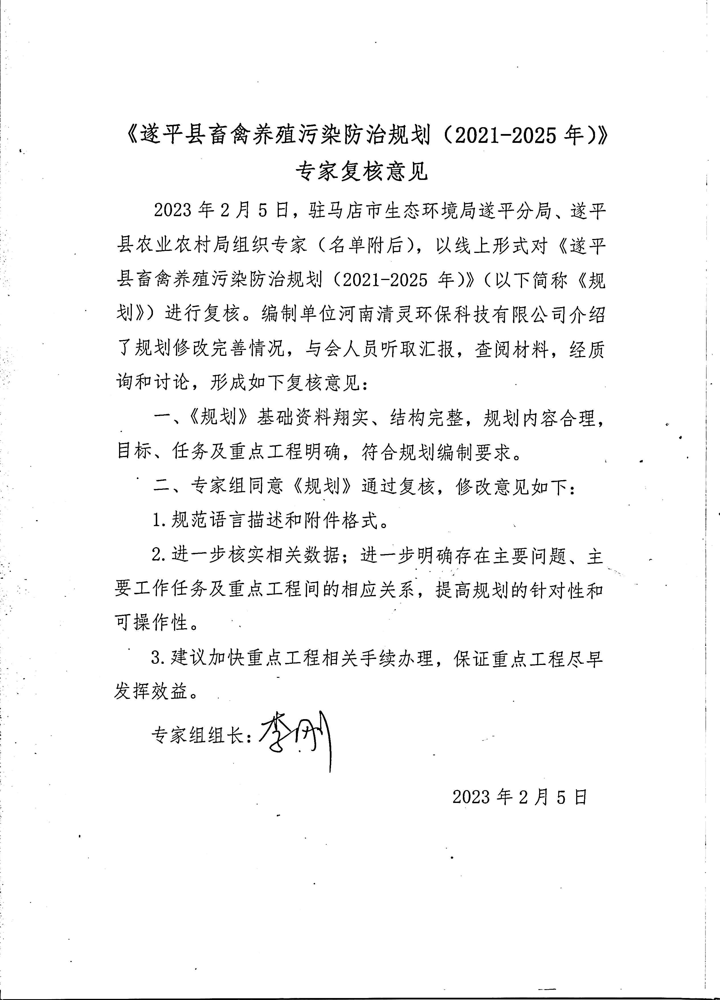 《遂平县畜禽养殖污染防治规划（2021-2025 年）》
专家复核意见
2023 年 2 月 5 日，驻马店市生态环境局遂平分局、遂平
县农业农村局组织专家（名单附后），以线上形式对《遂平
县畜禽养殖污染防治规划（2021-2025 年）》（以下简称《规
划》）进行复核。编制单位河南清灵环保科技有限公司介绍
了规划修改完善情况，与会人员听取汇报，查阅材料，经质
询和讨论，形成如下复核意见：
一、《规划》基础资料翔实、结构完整，规划内容合理，
目标、任务及重点工程明确，符合规划编制要求。
二、专家组同意《规划》通过复核，修改意见如下：
1.规范语言描述和附件格式。
2.进一步核实相关数据；进一步明确存在主要问题、主
要工作任务及重点工程间的相应关系，提高规划的针对性和
可操作性。
3.建议加快重点工程相关手续办理，保证重点工程尽早
发挥效益。
专家组组长：李刚
2023 年 2 月 5 日